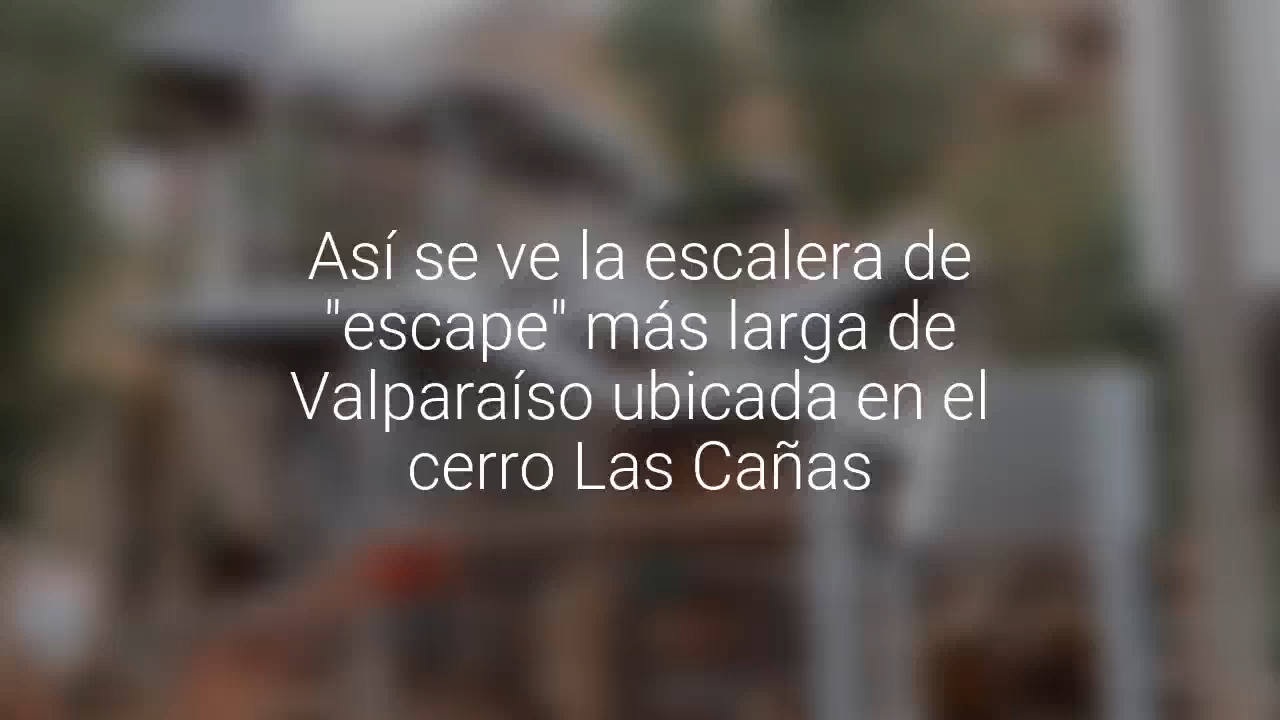 Así se ve la escalera de
"escape" más larga de
Valparaíso ubicada en el
cerro Las Cañas